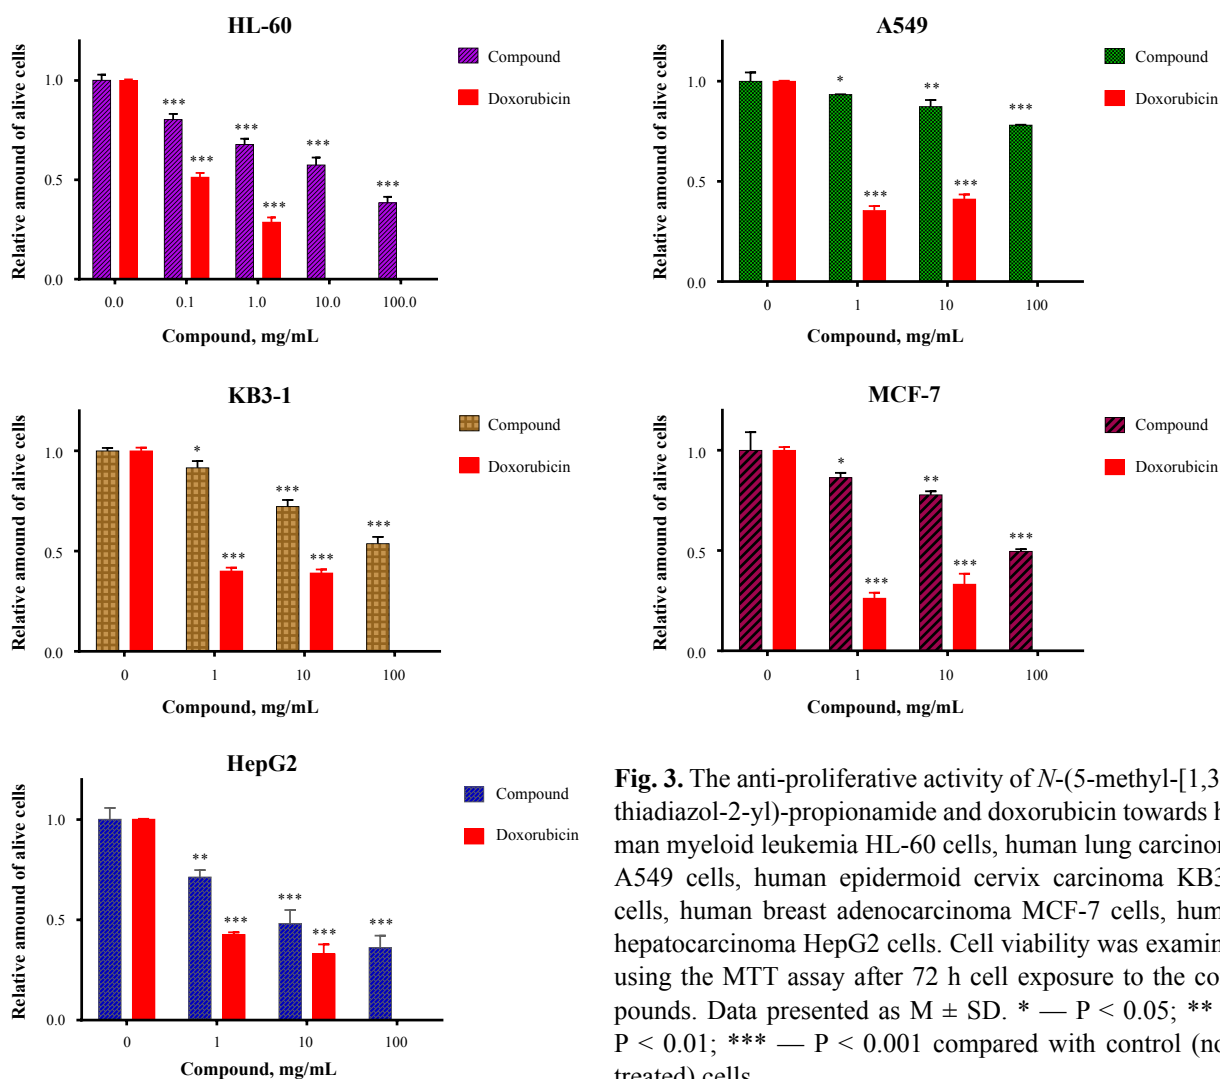 HL-60
Relative amound of alive cells
1.0
0.5
0.0
***
***
***
***
***
***
0.0 0.1 1.0 10.0 100.0
Compound, mg/mL
Compound
Doxorubicin
A549
Relative amound of alive cells
1.0
0.5
0.0
*
**
***
***
***
0 1 10 100
Compound, mg/mL
Compound
Doxorubicin
KB3-1
Relative amound of alive cells
1.0
0.5
0.0
*
***
***
***
***
0 1 10 100
Compound, mg/mL
Compound
Doxorubicin
MCF-7
Relative amound of alive cells
1.0
0.5
0.0
*
**
***
***
***
0 1 10 100
Compound, mg/mL
Compound
Doxorubicin
HepG2
Relative amound of alive cells
1.0
0.5
0.0
**
***
***
***
***
0 1 10 100
Compound, mg/mL
Compound
Doxorubicin
Fig. 3. The anti-proliferative activity of N-(5-methyl-[1,3
thiadiazol-2-yl)-propionamide and doxorubicin towards h
man myeloid leukemia HL-60 cells, human lung carcino
A549 cells, human epidermoid cervix carcinoma KB3
cells, human breast adenocarcinoma MCF-7 cells, hum
hepatocarcinoma HepG2 cells. Cell viability was examin
using the MTT assay after 72 h cell exposure to the co
pounds. Data presented as M ± SD. * — P < 0.05; **
P < 0.01; *** — P < 0.001 compared with control (no
treated) cells